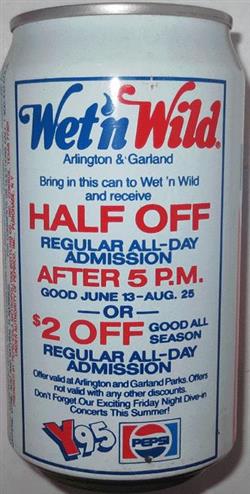 Wet'n Wild®
Arlington & Garland
Bring in this can to Wet 'n Wild
and receive
HALF OFF
REGULAR ALL-DAY
ADMISSION
AFTER 5 P.M.
GOOD JUNE 13-AUG. 25
—OR—
$2 OFF GOOD ALL
SEASON
REGULAR ALL-DAY
ADMISSION
Offer valid at Arlington and Garland Parks. Offers
not valid with any other discounts.
Don't Forget Our Exciting Friday Night Dive-in
Concerts This Summer!
Y95
PEPSI